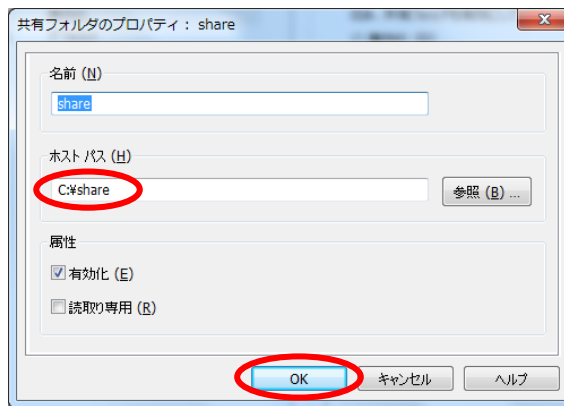 共有フォルダのプロパティ： share
名前 (N)
share
ホスト パス (H)
C:¥share
参照 (B) ...
属性
有効化 (E)
読取り専用 (R)
OK
キャンセル
ヘルプ